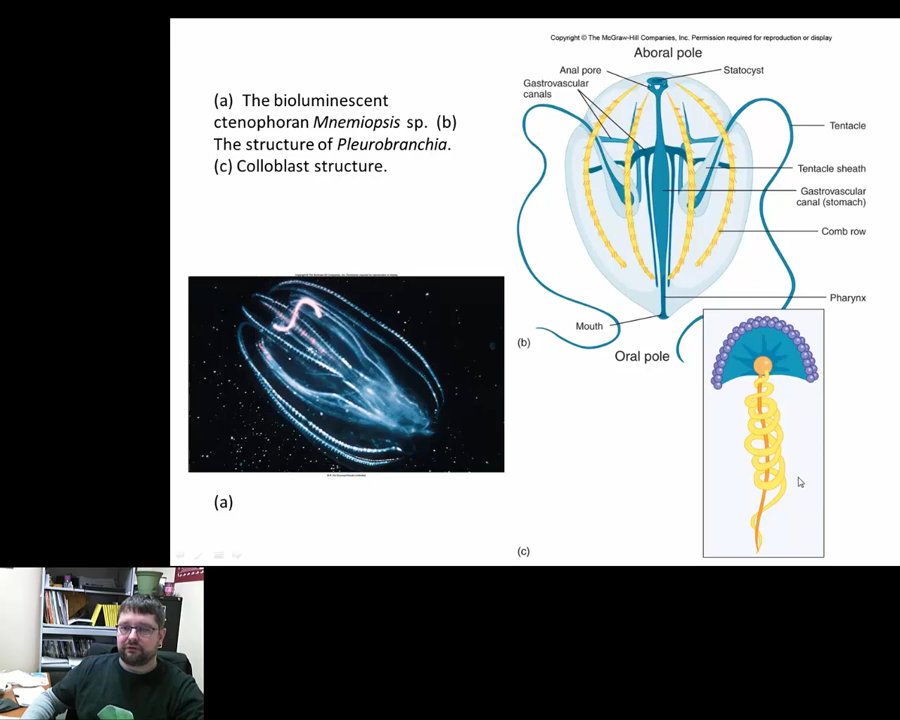 Copyright © The McGraw-Hill Companies, Inc. Permission required for reproduction or display
Aboral pole
(a) The bioluminescent
ctenophoran Mnemiopsis sp. (b)
The structure of Pleurobranchia.
(c) Colloblast structure.
Anal pore
Statocyst
Gastrovascular
canals
Tentacle
Tentacle sheath
Gastrovascular
canal (stomach)
Comb row
Pharynx
Mouth
(b)
Oral pole
(a)
(c)